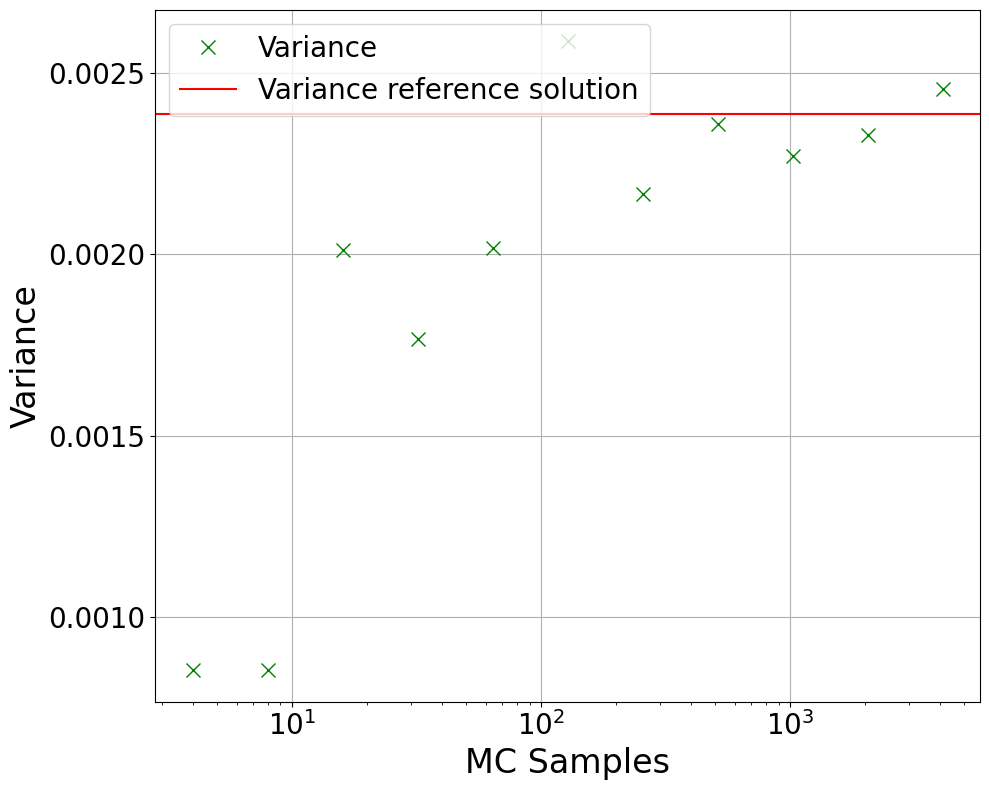 Variance
Variance reference solution
0.0025
0.0020
0.0015
0.0010
Variance
10¹ 10² 10³
MC Samples